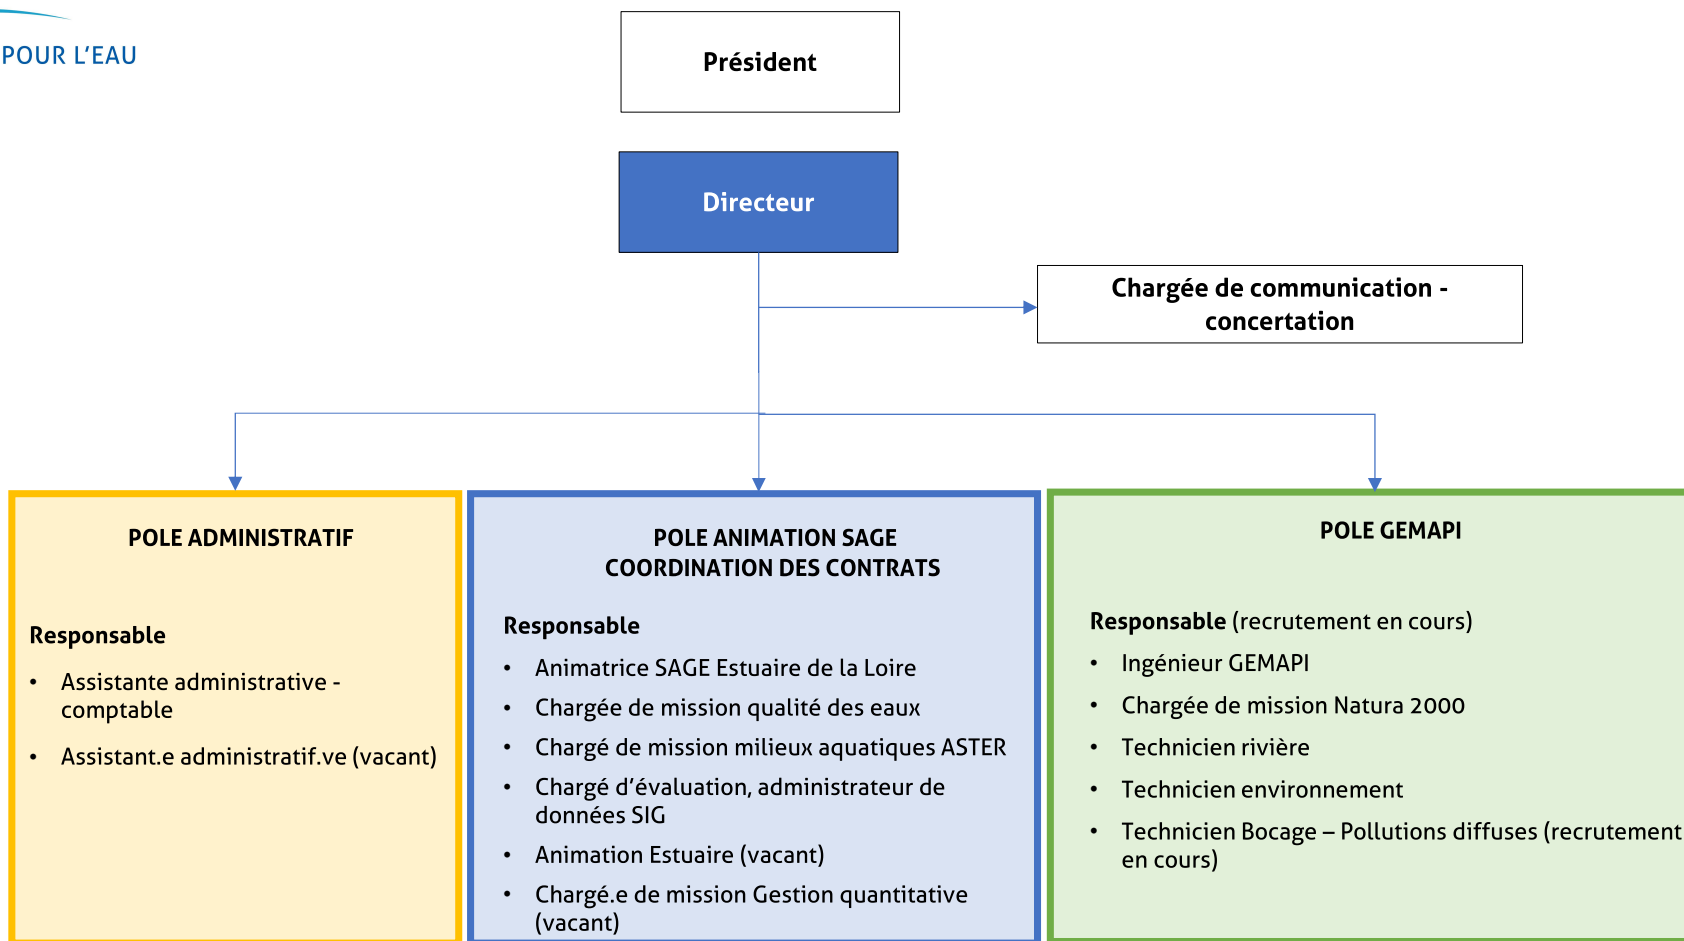 POUR L'EAU
Président
Directeur
Chargée de communication -
concertation
POLE ADMINISTRATIF
Responsable
• Assistante administrative -
comptable
• Assistant.e administratif.ve (vacant)
POLE ANIMATION SAGE
COORDINATION DES CONTRATS
Responsable
• Animatrice SAGE Estuaire de la Loire
• Chargée de mission qualité des eaux
• Chargé de mission milieux aquatiques ASTER
• Chargé d’évaluation, administrateur de
données SIG
• Animation Estuaire (vacant)
• Chargé.e de mission Gestion quantitative
(vacant)
POLE GEMAPI
Responsable (recrutement en cours)
• Ingénieur GEMAPI
• Chargée de mission Natura 2000
• Technicien rivière
• Technicien environnement
• Technicien Bocage – Pollutions diffuses (recrutement
en cours)